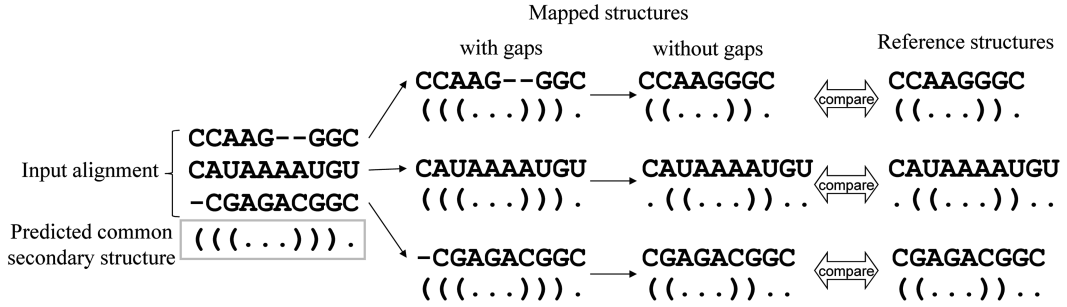 Mapped structures
with gaps
without gaps
Reference structures
CCAAG--GGC
(((...))).
CCAAGGGC
((...)).
compare
CCAAGGGC
((...)).
Input alignment
CCAAG--GGC
CAUAAAAUGU
-CGAGACGGC
Predicted common
secondary structure
(((...))).
CAUAAAAUGU
(((...))).
CAUAAAAUGU
.((...))..
compare
CAUAAAAUGU
.((...))..
-CGAGACGGC
(((...))).
CGAGACGGC
((...))..
compare
CGAGACGGC
((...))..